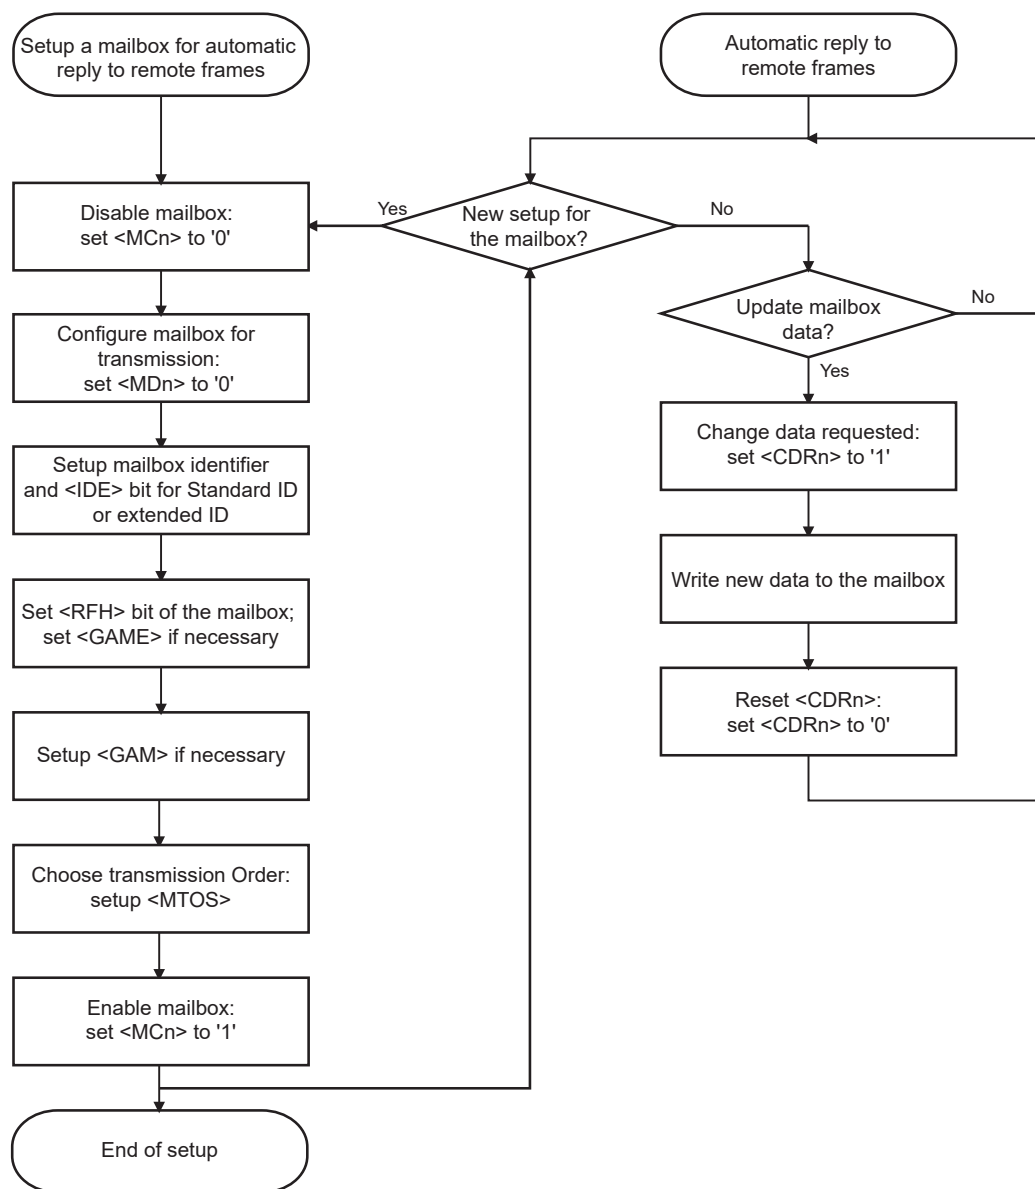 Setup a mailbox for automatic
reply to remote frames
Automatic reply to
remote frames
Disable mailbox:
set <MCn> to '0'
Yes
New setup for
the mailbox?
No
Configure mailbox for
transmission:
set <MDn> to '0'
Update mailbox
data?
No
Yes
Setup mailbox identifier
and <IDE> bit for Standard ID
or extended ID
Change data requested:
set <CDRn> to '1'
Set <RFH> bit of the mailbox;
set <GAME> if necessary
Write new data to the mailbox
Setup <GAM> if necessary
Reset <CDRn>:
set <CDRn> to '0'
Choose transmission Order:
setup <MTOS>
Enable mailbox:
set <MCn> to '1'
End of setup